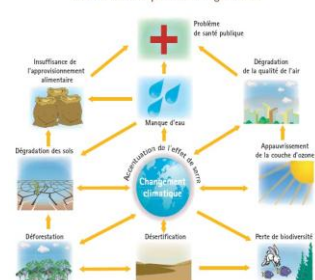 Problème
de santé publique
Insuffisance de
l'approvisionnement
alimentaire
Dégradation
de la qualité de l'air
Manque d'eau
Dégradation des sols
Appauvrissement
de la couche d'ozone
Accentuation de l'effet de serre
Changement
climatique
Déforestation
Désertification
Perte de biodiversité